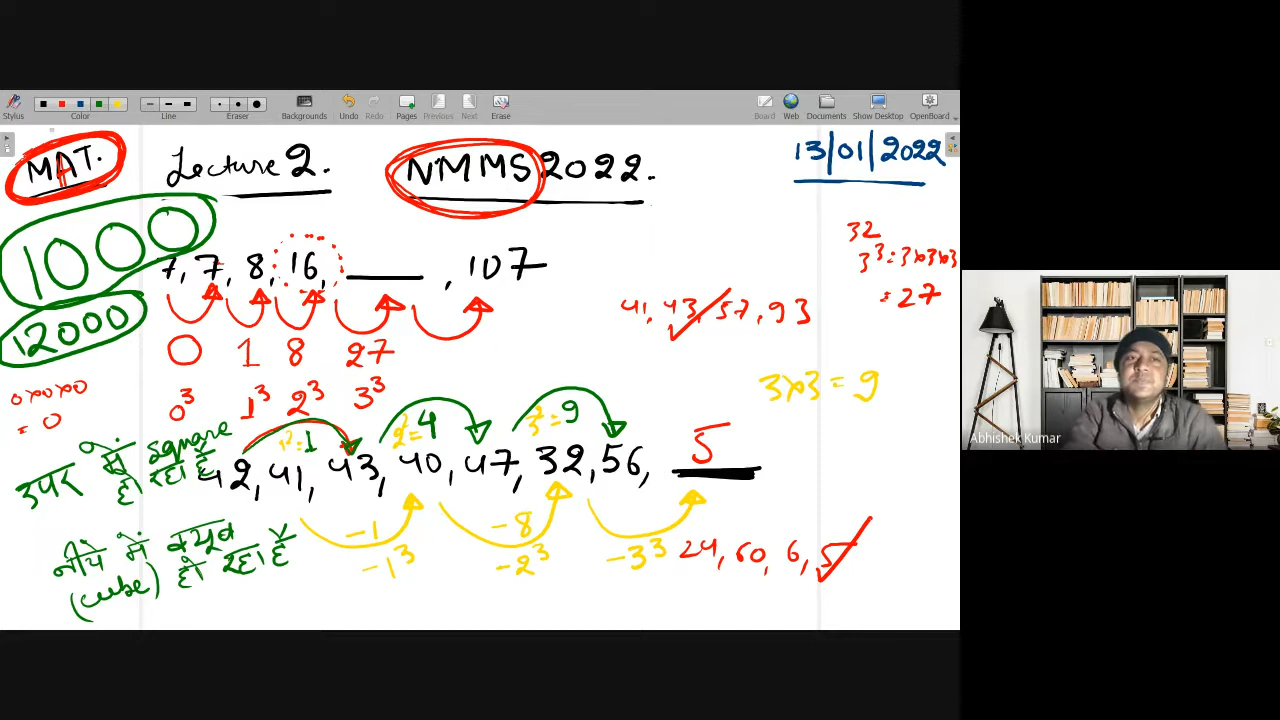 Stylus Color Line Eraser Backgrounds Undo Redo Pages Previous Next Erase Board Web Documents Show Desktop OpenBoard
MAT. Lecture 2. NMMS 2022. 13/01/2022
1000
12000
7, 7, 8, 16, ____ , 107
0 1 8 27
0³ 1³ 2³ 3³
0×0×0
= 0
41, 43, 57, 93
32
3³ = 3×3×3
= 27
3×3 = 9
उपर में square
हो रहा है
1² = 1 2² = 4 3² = 9
42, 41, 43, 40, 47, 32, 56, 5
-1 -8
-1³ -2³ -3³
24, 60, 6, 5
नीचे में क्यूब
(cube) हो रहा है
Abhishek Kumar